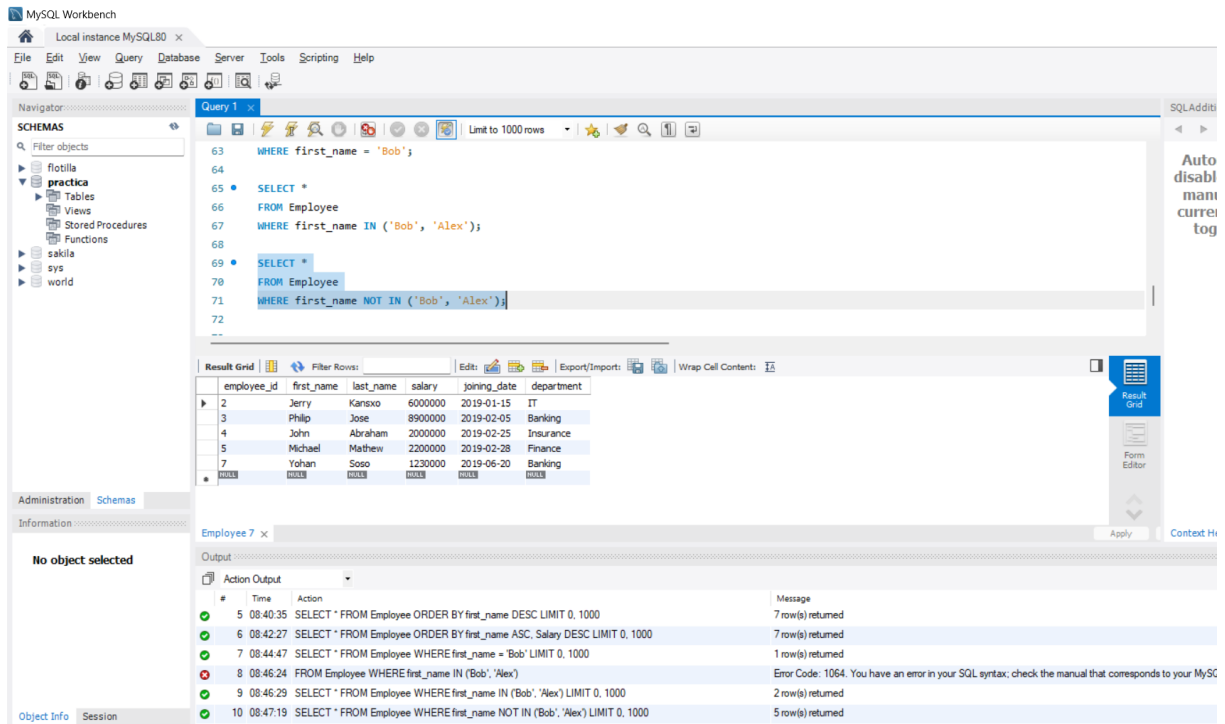 MySQL Workbench
Local instance MySQL80
File Edit View Query Database Server Tools Scripting Help
Navigator
Query 1
SQLAdditi
SCHEMAS
Limit to 1000 rows
Filter objects
flotilla
practica
Tables
Views
Stored Procedures
Functions
sakila
sys
world
63 WHERE first_name = 'Bob';
64
65 SELECT *
66 FROM Employee
67 WHERE first_name IN ('Bob', 'Alex');
68
69 SELECT *
70 FROM Employee
71 WHERE first_name NOT IN ('Bob', 'Alex');
72
Auto
disabl
manu
curre
tog
Result Grid Filter Rows: Edit: Export/Import: Wrap Cell Content:
employee_id first_name last_name salary joining_date department
2 Jerry Kansxo 6000000 2019-01-15 IT
3 Philip Jose 8900000 2019-02-05 Banking
4 John Abraham 2000000 2019-02-25 Insurance
5 Michael Mathew 2200000 2019-02-28 Finance
7 Yohan Soso 1230000 2019-06-20 Banking
NULL NULL NULL NULL NULL NULL
Result
Grid
Form
Editor
Administration Schemas
Information
No object selected
Employee 7
Apply
Context He
Output
Action Output
# Time Action Message
5 08:40:35 SELECT * FROM Employee ORDER BY first_name DESC LIMIT 0, 1000 7 row(s) returned
6 08:42:27 SELECT * FROM Employee ORDER BY first_name ASC, Salary DESC LIMIT 0, 1000 7 row(s) returned
7 08:44:47 SELECT * FROM Employee WHERE first_name = 'Bob' LIMIT 0, 1000 1 row(s) returned
8 08:46:24 FROM Employee WHERE first_name IN ('Bob', 'Alex') Error Code: 1064. You have an error in your SQL syntax; check the manual that corresponds to your MySQ
9 08:46:29 SELECT * FROM Employee WHERE first_name IN ('Bob', 'Alex') LIMIT 0, 1000 2 row(s) returned
10 08:47:19 SELECT * FROM Employee WHERE first_name NOT IN ('Bob', 'Alex') LIMIT 0, 1000 5 row(s) returned
Object Info Session